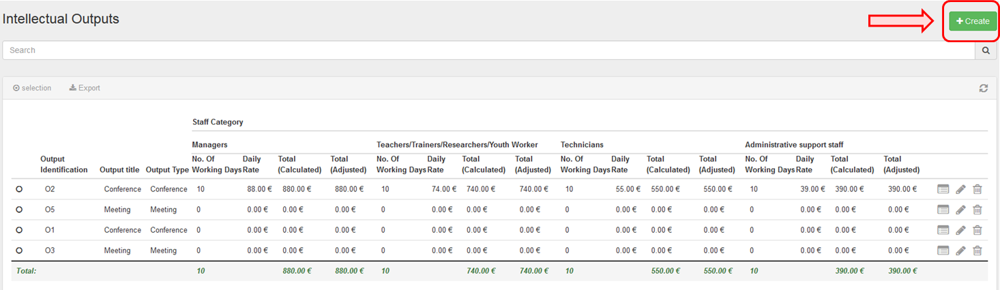 Intellectual Outputs
Create
Search
selection Export
Staff Category
Managers Teachers/Trainers/Researchers/Youth Worker Technicians Administrative support staff
Output No. Of Daily Total Total No. Of Daily Total Total No. Of Daily Total Total No. Of Daily Total Total
Identification Output title Output Type Working Days Rate (Calculated) (Adjusted) Working Days Rate (Calculated) (Adjusted) Working Days Rate (Calculated) (Adjusted) Working Days Rate (Calculated) (Adjusted)
O2 Conference Conference 10 88.00 € 880.00 € 880.00 € 10 74.00 € 740.00 € 740.00 € 10 55.00 € 550.00 € 550.00 € 10 39.00 € 390.00 € 390.00 €
O5 Meeting Meeting 0 0.00 € 0.00 € 0.00 € 0 0.00 € 0.00 € 0.00 € 0 0.00 € 0.00 € 0.00 € 0 0.00 € 0.00 € 0.00 €
O1 Conference Conference 0 0.00 € 0.00 € 0.00 € 0 0.00 € 0.00 € 0.00 € 0 0.00 € 0.00 € 0.00 € 0 0.00 € 0.00 € 0.00 €
O3 Meeting Meeting 0 0.00 € 0.00 € 0.00 € 0 0.00 € 0.00 € 0.00 € 0 0.00 € 0.00 € 0.00 € 0 0.00 € 0.00 € 0.00 €
Total: 10 880.00 € 880.00 € 10 740.00 € 740.00 € 10 550.00 € 550.00 € 10 390.00 € 390.00 €